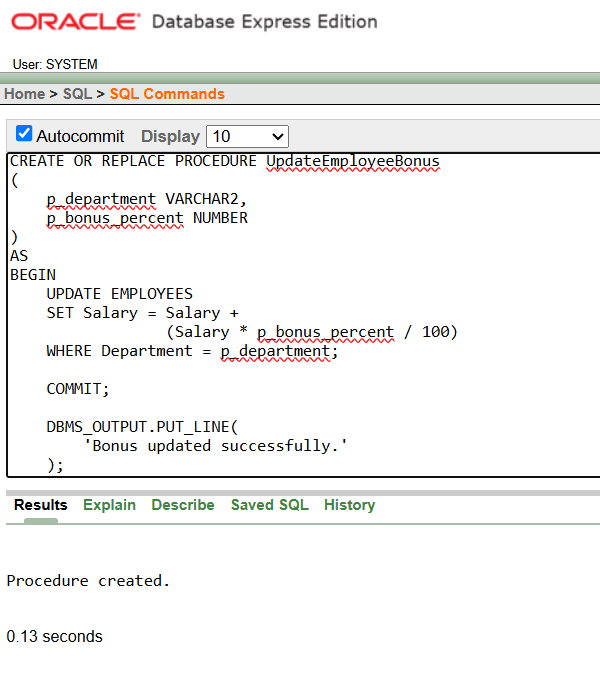 ORACLE® Database Express Edition
User: SYSTEM
Home > SQL > SQL Commands
Autocommit Display 10
CREATE OR REPLACE PROCEDURE UpdateEmployeeBonus
(
    p_department VARCHAR2,
    p_bonus_percent NUMBER
)
AS
BEGIN
    UPDATE EMPLOYEES
    SET Salary = Salary +
                 (Salary * p_bonus_percent / 100)
    WHERE Department = p_department;

    COMMIT;

    DBMS_OUTPUT.PUT_LINE(
        'Bonus updated successfully.'
    );
Results Explain Describe Saved SQL History
Procedure created.
0.13 seconds